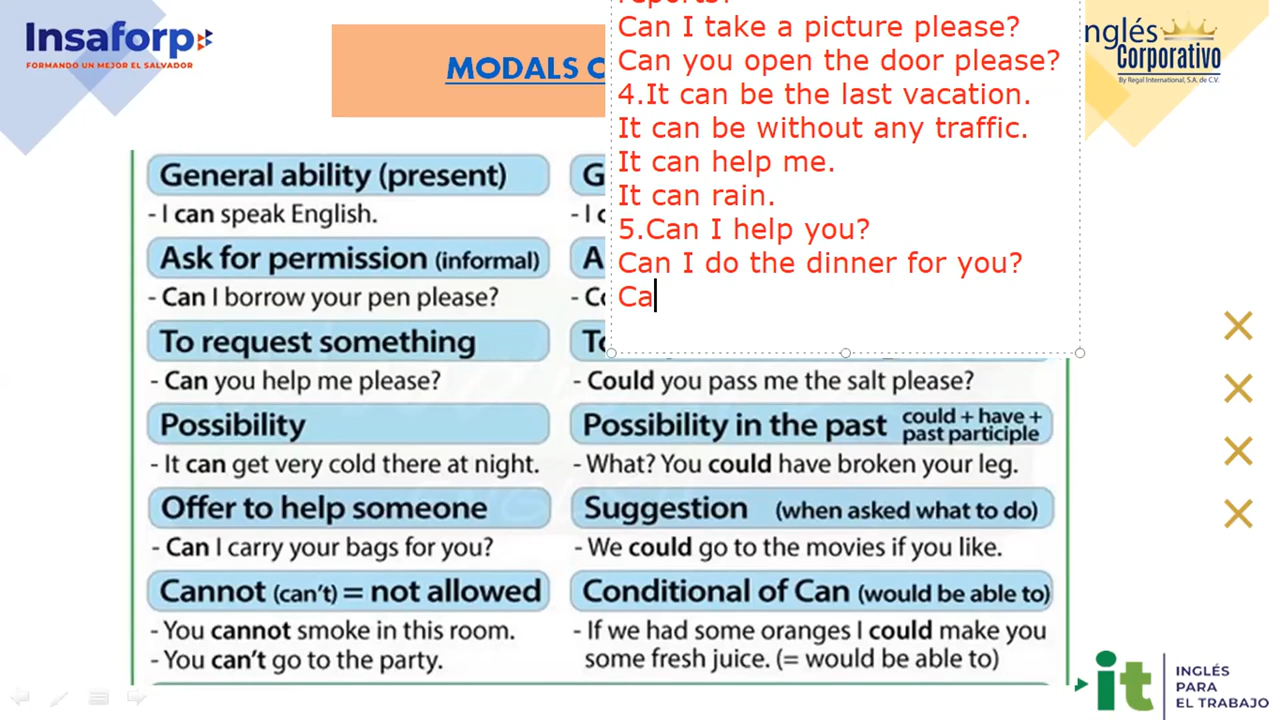 Insaforp
FORMANDO UN MEJOR EL SALVADOR
MODALS C
nglés
Corporativo
By Regal International, S.A. de C.V.
Can I take a picture please?
Can you open the door please?
4.It can be the last vacation.
It can be without any traffic.
It can help me.
It can rain.
5.Can I help you?
Can I do the dinner for you?
Ca
General ability (present)
- I can speak English.
Ask for permission (informal)
- Can I borrow your pen please?
To request something
- Can you help me please?
Possibility
- It can get very cold there at night.
Offer to help someone
- Can I carry your bags for you?
Cannot (can't) = not allowed
- You cannot smoke in this room.
- You can't go to the party.
G
- I c
A
- Co
To
- Could you pass me the salt please?
Possibility in the past could + have +
past participle
- What? You could have broken your leg.
Suggestion (when asked what to do)
- We could go to the movies if you like.
Conditional of Can (would be able to)
- If we had some oranges I could make you
some fresh juice. (= would be able to)
it
INGLÉS
PARA
EL TRABAJO